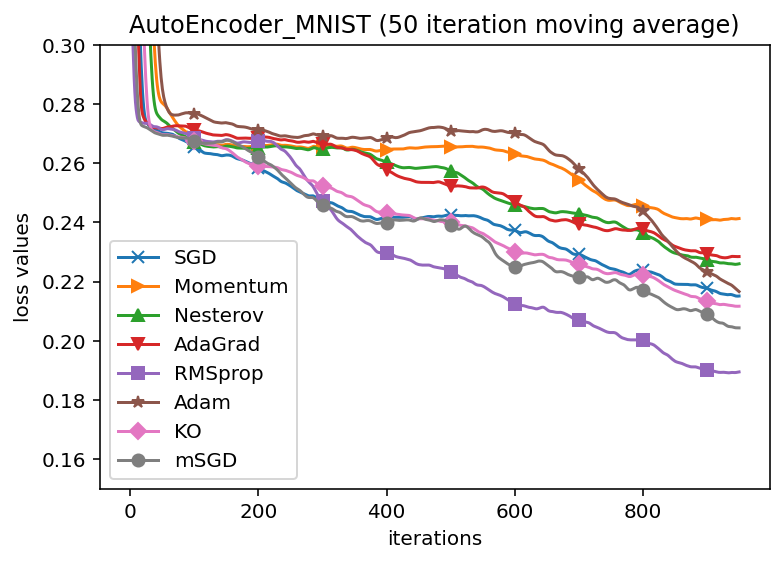 AutoEncoder_MNIST (50 iteration moving average)
0.30
0.28
0.26
0.24
0.22
0.20
0.18
0.16
loss values
SGD
Momentum
Nesterov
AdaGrad
RMSprop
Adam
KO
mSGD
0 200 400 600 800
iterations